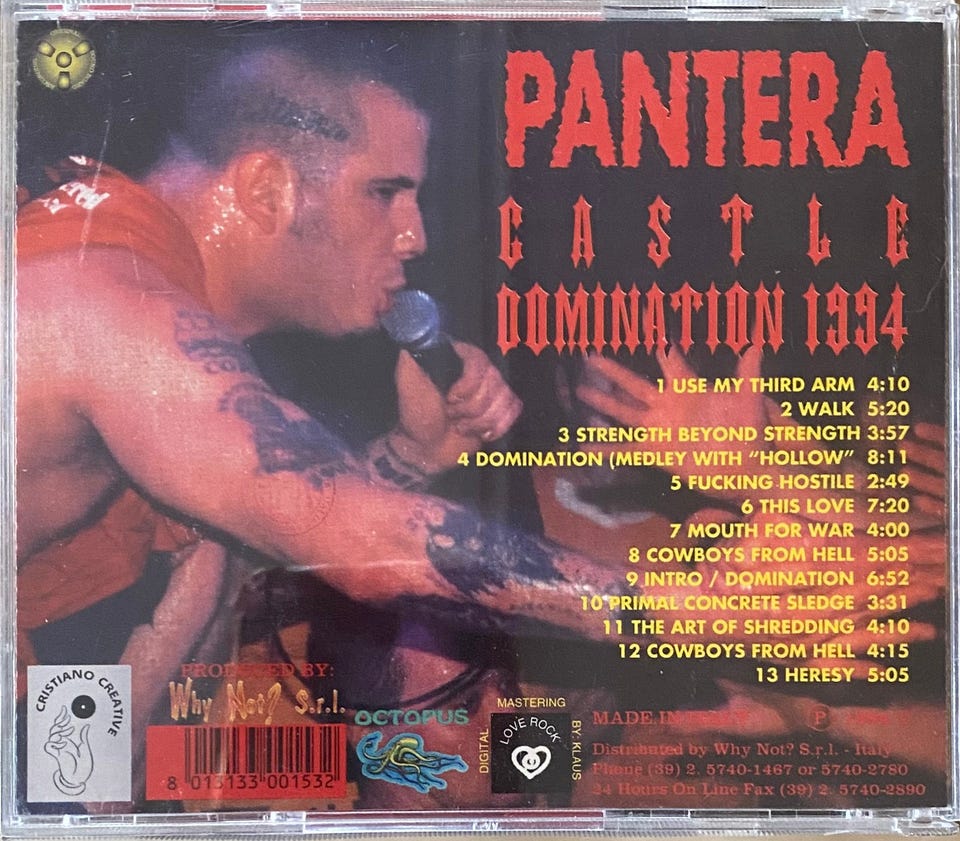 PANTERA
CASTLE
DOMINATION 1994
1 USE MY THIRD ARM 4:10
2 WALK 5:20
3 STRENGTH BEYOND STRENGTH 3:57
4 DOMINATION (MEDLEY WITH "HOLLOW" 8:11
5 FUCKING HOSTILE 2:49
6 THIS LOVE 7:20
7 MOUTH FOR WAR 4:00
8 COWBOYS FROM HELL 5:05
9 INTRO / DOMINATION 6:52
10 PRIMAL CONCRETE SLEDGE 3:31
11 THE ART OF SHREDDING 4:10
12 COWBOYS FROM HELL 4:15
13 HERESY 5:05
CRISTIANO CREATIVE
PRODUCED BY:
Why Not? S.r.l.
8 013133 001532
OCTOPUS
DIGITAL
MASTERING
BY: KLAUS
LOVE ROCK
MADE IN
P
Distributed by Why Not? S.r.l. - Italy
Phone (39) 2. 5740-1467 or 5740-2780
24 Hours On Line Fax (39) 2. 5740-2890